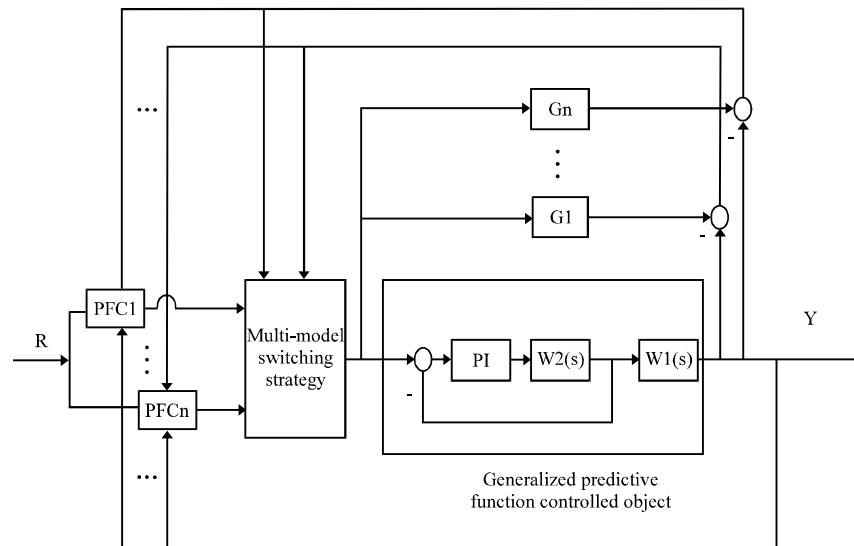 ...
Gn
-
⋮
G1
-
PFC1
Multi-model
switching
strategy
R
⋮
PFCn
PI
W2(s)
W1(s)
Y
-
...
Generalized predictive
function controlled object